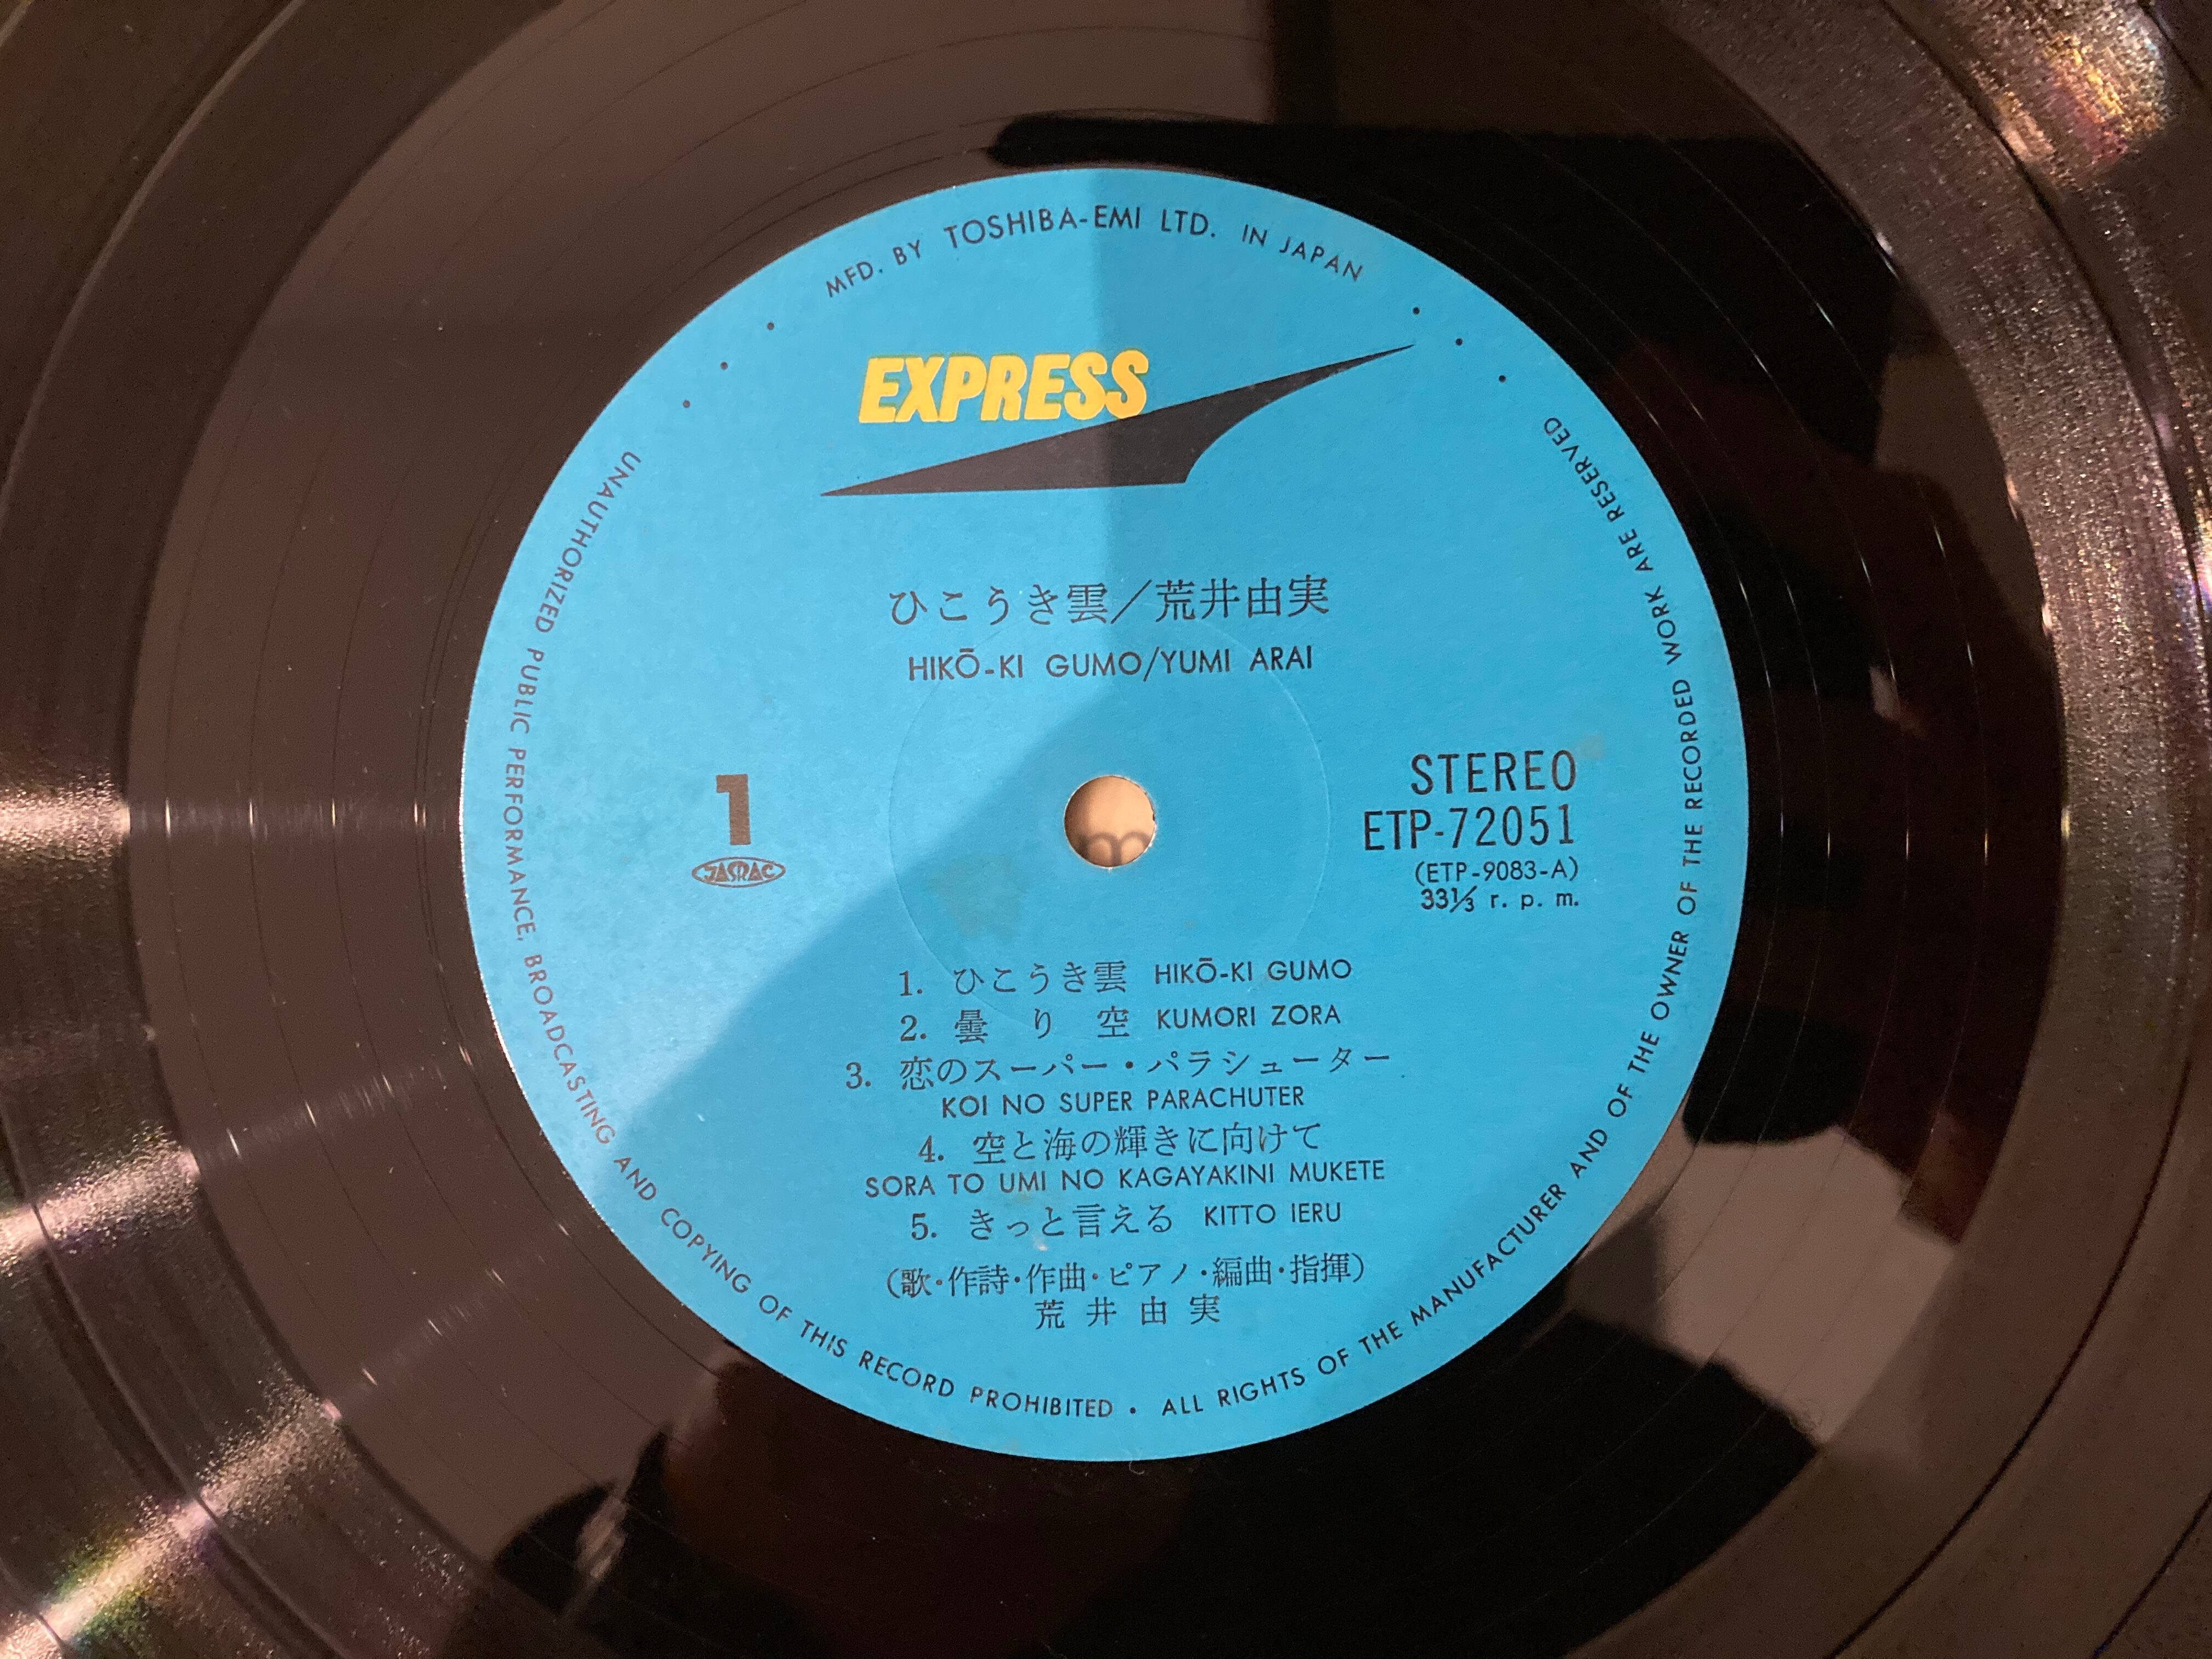 MFD. BY TOSHIBA-EMI LTD. IN JAPAN
EXPRESS
ひこうき雲／荒井由実
HIKŌ-KI GUMO/YUMI ARAI
1
JASRAC
STEREO
ETP-72051
(ETP-9083-A)
33⅓ r. p. m.
1. ひこうき雲 HIKŌ-KI GUMO
2. 曇り空 KUMORI ZORA
3. 恋のスーパー・パラシューター
KOI NO SUPER PARACHUTER
4. 空と海の輝きに向けて
SORA TO UMI NO KAGAYAKINI MUKETE
5. きっと言える KITTO IERU
（歌・作詩・作曲・ピアノ・編曲・指揮）
荒井由実
UNAUTHORIZED PUBLIC PERFORMANCE, BROADCASTING AND COPYING OF THIS RECORD PROHIBITED • ALL RIGHTS OF THE MANUFACTURER AND OF THE OWNER OF THE RECORDED WORK ARE RESERVED